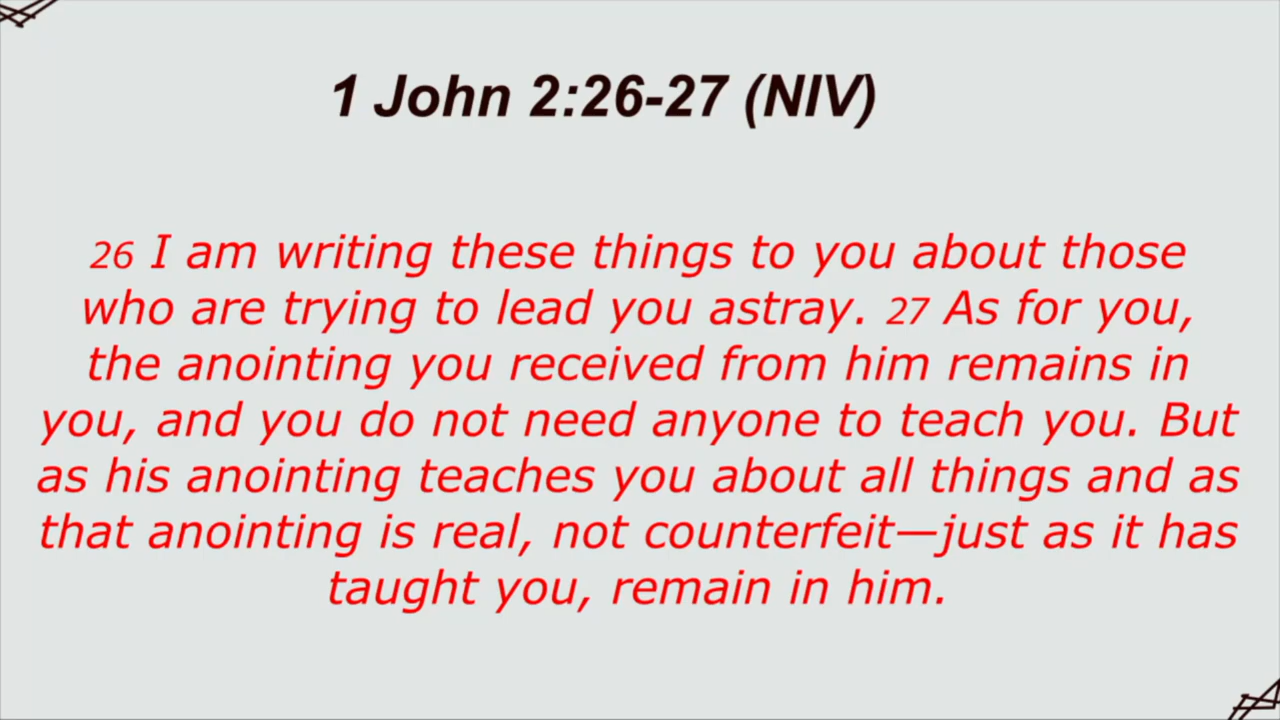 1 John 2:26-27 (NIV)
26 I am writing these things to you about those
who are trying to lead you astray. 27 As for you,
the anointing you received from him remains in
you, and you do not need anyone to teach you. But
as his anointing teaches you about all things and as
that anointing is real, not counterfeit—just as it has
taught you, remain in him.